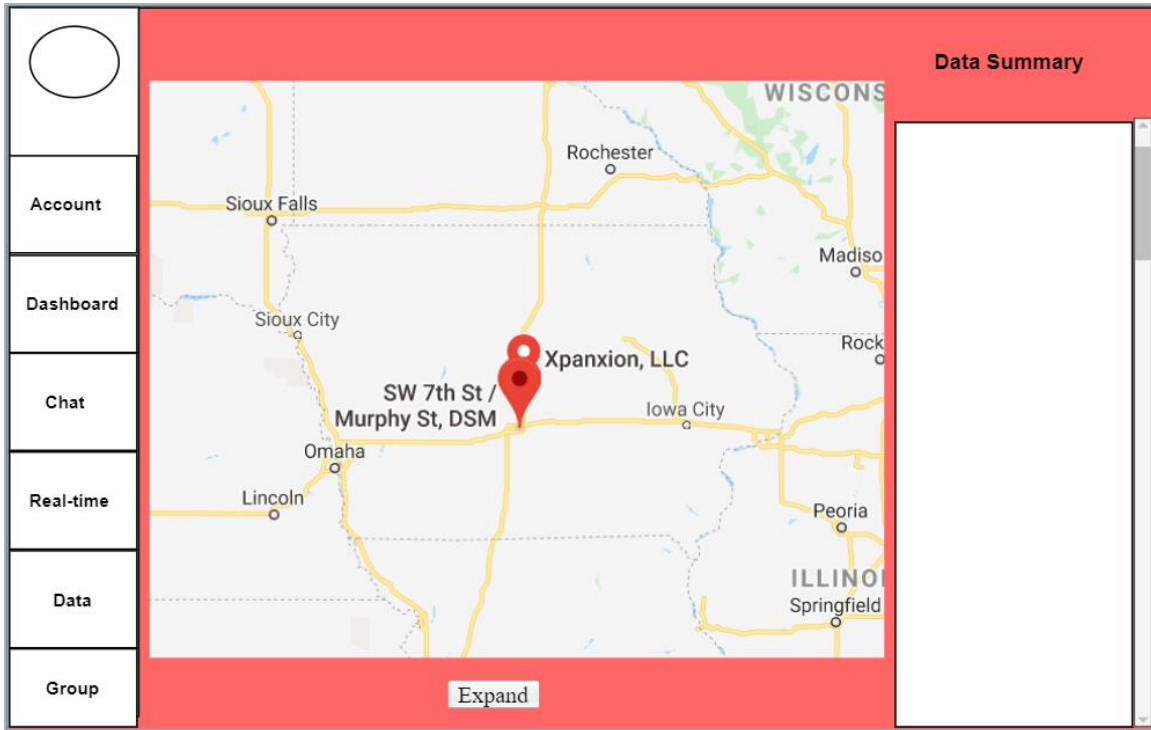 Account
Dashboard
Chat
Real-time
Data
Group
WISCONS
Rochester
Sioux Falls
Madiso
Sioux City
Rock
Xpanxion, LLC
SW 7th St /
Murphy St, DSM
Iowa City
Omaha
Lincoln
Peoria
ILLINOI
Springfield
Expand
Data Summary